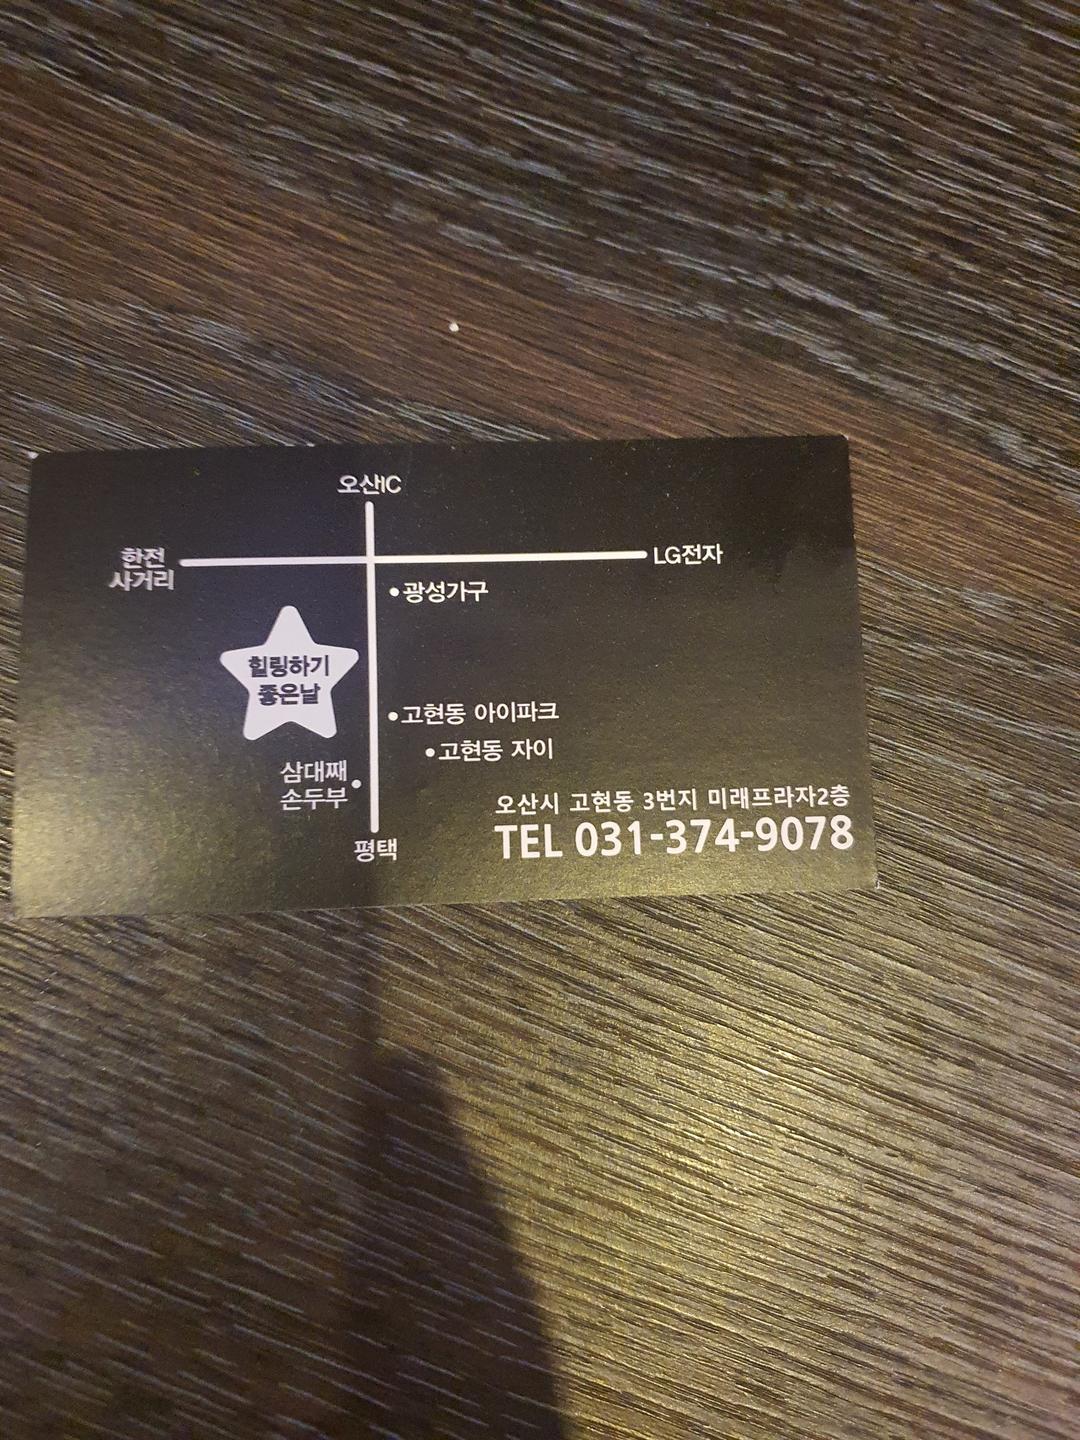 오산IC
한전
사거리
LG전자
광성가구
힐링하기
좋은날
고현동 아이파크
고현동 자이
삼대째
손두부
평택
오산시 고현동 3번지 미래프라자2층
TEL 031-374-9078